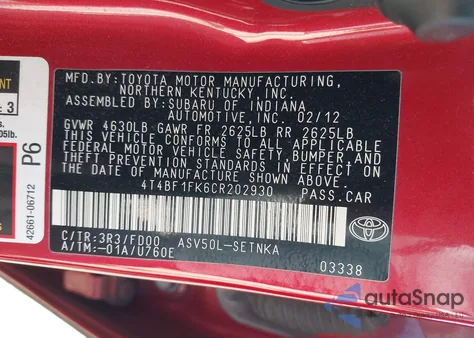 MFD.BY: TOYOTA MOTOR MANUFACTURING,
NORTHERN KENTUCKY,INC.
ASSEMBLED BY:SUBARU OF INDIANA
AUTOMOTIVE,INC. 02/12
GVWR 4630LB GAWR FR 2625LB RR 2625LB
THIS VEHICLE CONFORMS TO ALL APPLICABLE
FEDERAL MOTOR VEHICLE SAFETY,BUMPER,AND
THEFT PREVENTION STANDARDS IN EFFECT ON
THE DATE OF MANUFACTURE SHOWN ABOVE.
4T4BF1FK6CR202930 PASS.CAR
C/TR:3R3/FD00 ASV50L-SETNKA
A/TM:-01A/U760E
TOYOTA
03338
3
P6
42661-06712
autaSnap